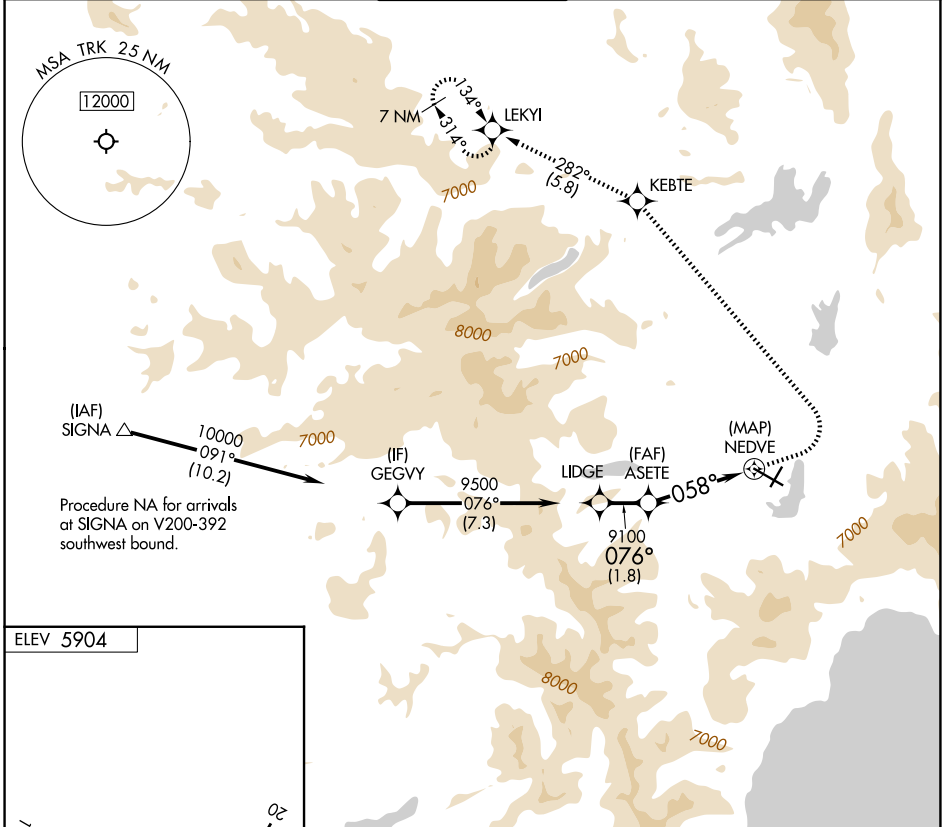 MSA TRK 25 NM
12000
7 NM
134°
314°
LEKYI
282°
(5.8)
KEBTE
7000
8000
7000
(IAF)
SIGNA
10000
091°
(10.2)
7000
(IF)
GEGVY
9500
076°
(7.3)
LIDGE
(FAF)
ASETE
058°
(MAP)
NEDVE
9100
076°
(1.8)
Procedure NA for arrivals
at SIGNA on V200-392
southwest bound.
7000
8000
7000
ELEV 5904
20